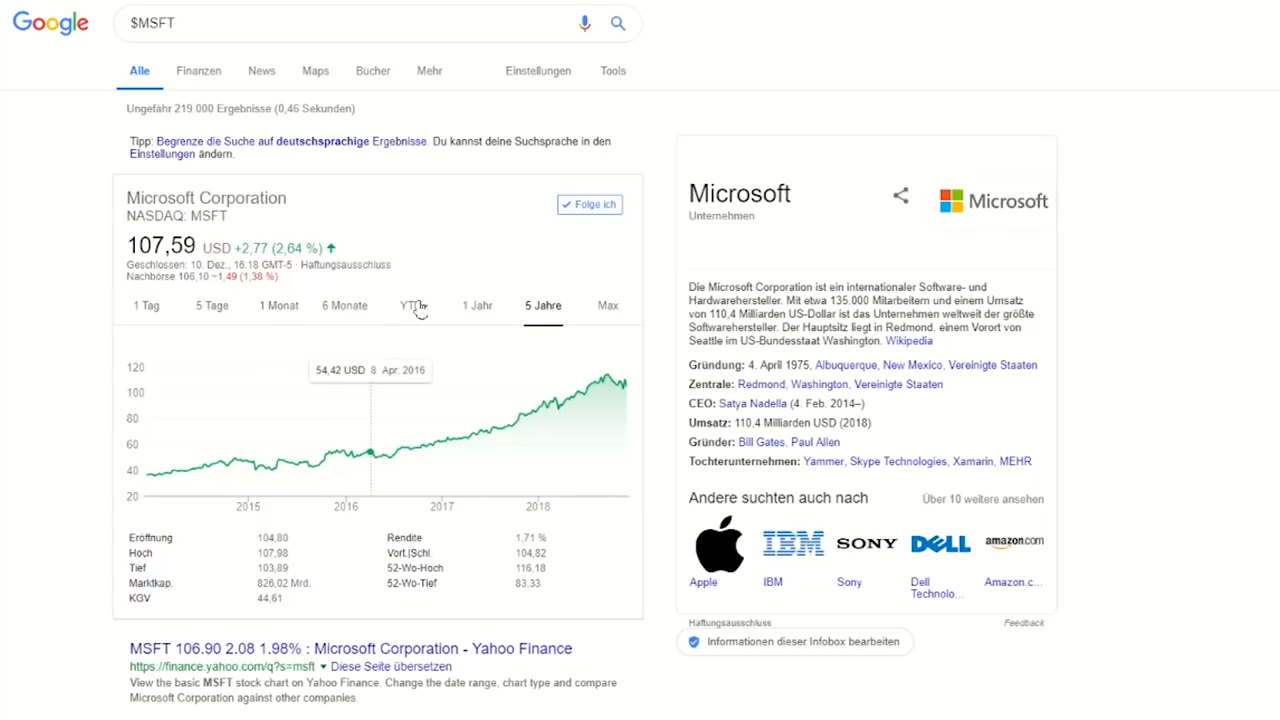 Google
$MSFT
Alle Finanzen News Maps Bücher Mehr Einstellungen Tools
Ungefähr 219.000 Ergebnisse (0,46 Sekunden)
Tipp: Begrenze die Suche auf deutschsprachige Ergebnisse. Du kannst deine Suchsprache in den
Einstellungen ändern.
Microsoft Corporation
NASDAQ: MSFT
Folge ich
107,59 USD +2,77 (2,64 %)
Geschlossen: 10. Dez., 16:18 GMT-5 · Haftungsausschluss
Nachbörse 106,10 −1,49 (1,38 %)
1 Tag 5 Tage 1 Monat 6 Monate 1 Jahr 5 Jahre Max
54,42 USD 8. Apr. 2016
120
100
80
60
40
20
2015 2016 2017 2018
Eröffnung 104,80 Rendite 1,71 %
Hoch 107,98 Vort.|Schl. 104,82
Tief 103,89 52-Wo-Hoch 116,18
Marktkap. 826,02 Mrd. 52-Wo-Tief 83,33
KGV 44,61
MSFT 106.90 2.08 1.98% : Microsoft Corporation - Yahoo Finance
https://finance.yahoo.com/q?s=msft Diese Seite übersetzen
View the basic MSFT stock chart on Yahoo Finance. Change the date range, chart type and compare
Microsoft Corporation against other companies.
Microsoft
Unternehmen
Microsoft
Die Microsoft Corporation ist ein internationaler Software- und
Hardwarehersteller. Mit etwa 135.000 Mitarbeitern und einem Umsatz
von 110,4 Milliarden US-Dollar ist das Unternehmen weltweit der größte
Softwarehersteller. Der Hauptsitz liegt in Redmond, einem Vorort von
Seattle im US-Bundesstaat Washington. Wikipedia
Gründung: 4. April 1975, Albuquerque, New Mexico, Vereinigte Staaten
Zentrale: Redmond, Washington, Vereinigte Staaten
CEO: Satya Nadella (4. Feb. 2014–)
Umsatz: 110,4 Milliarden USD (2018)
Gründer: Bill Gates, Paul Allen
Tochterunternehmen: Yammer, Skype Technologies, Xamarin, MEHR
Andere suchten auch nach Über 10 weitere ansehen
IBM SONY DELL amazon.com
Apple IBM Sony Dell Technolo... Amazon.c...
Haftungsausschluss Feedback
Informationen dieser Infobox bearbeiten